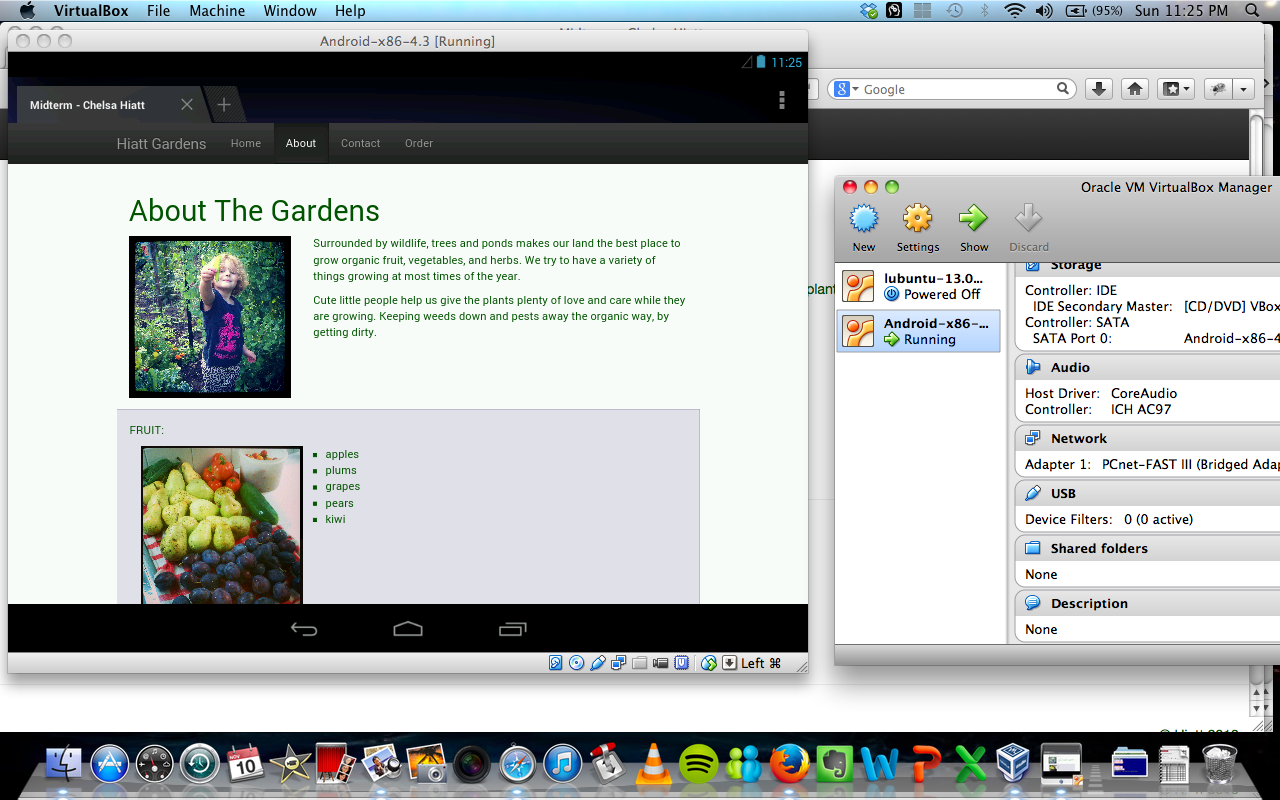 VirtualBox File Machine Window Help (95%) Sun 11:25 PM
Android-x86-4.3 [Running]
11:25
Midterm - Chelsa Hiatt
Google
Hiatt Gardens Home About Contact Order
About The Gardens
Surrounded by wildlife, trees and ponds makes our land the best place to
grow organic fruit, vegetables, and herbs. We try to have a variety of
things growing at most times of the year.
Cute little people help us give the plants plenty of love and care while they
are growing. Keeping weeds down and pests away the organic way, by
getting dirty.
FRUIT:
apples
plums
grapes
pears
kiwi
Left ⌘
plant
Oracle VM VirtualBox Manager
New Settings Show Discard
lubuntu-13.0...
Powered Off
Android-x86-...
Running
Storage
Controller: IDE
IDE Secondary Master: [CD/DVD] VBox
Controller: SATA
SATA Port 0: Android-x86-4
Audio
Host Driver: CoreAudio
Controller: ICH AC97
Network
Adapter 1: PCnet-FAST III (Bridged Adap
USB
Device Filters: 0 (0 active)
Shared folders
None
Description
None
NOV
10